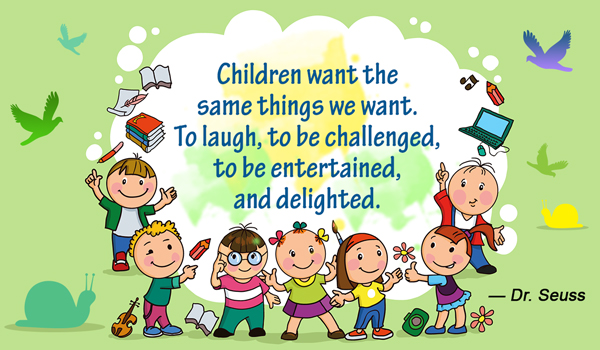 Children want the
same things we want.
To laugh, to be challenged,
to be entertained,
and delighted.
— Dr. Seuss